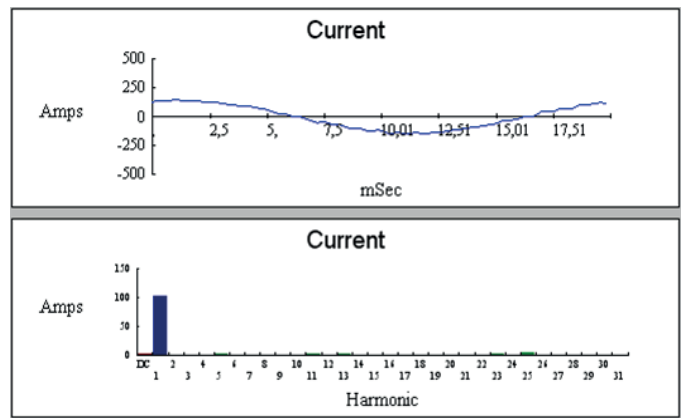 Current
500
250
Amps
0
2,5 5, 7,5 10,01 12,51 15,01 17,51
-250
-500
mSec
Current
150
Amps
100
50
0
DC 2 4 6 8 10 12 14 16 18 20 22 24 26 28 30
1 3 5 7 9 11 13 15 17 19 21 23 25 27 29 31
Harmonic